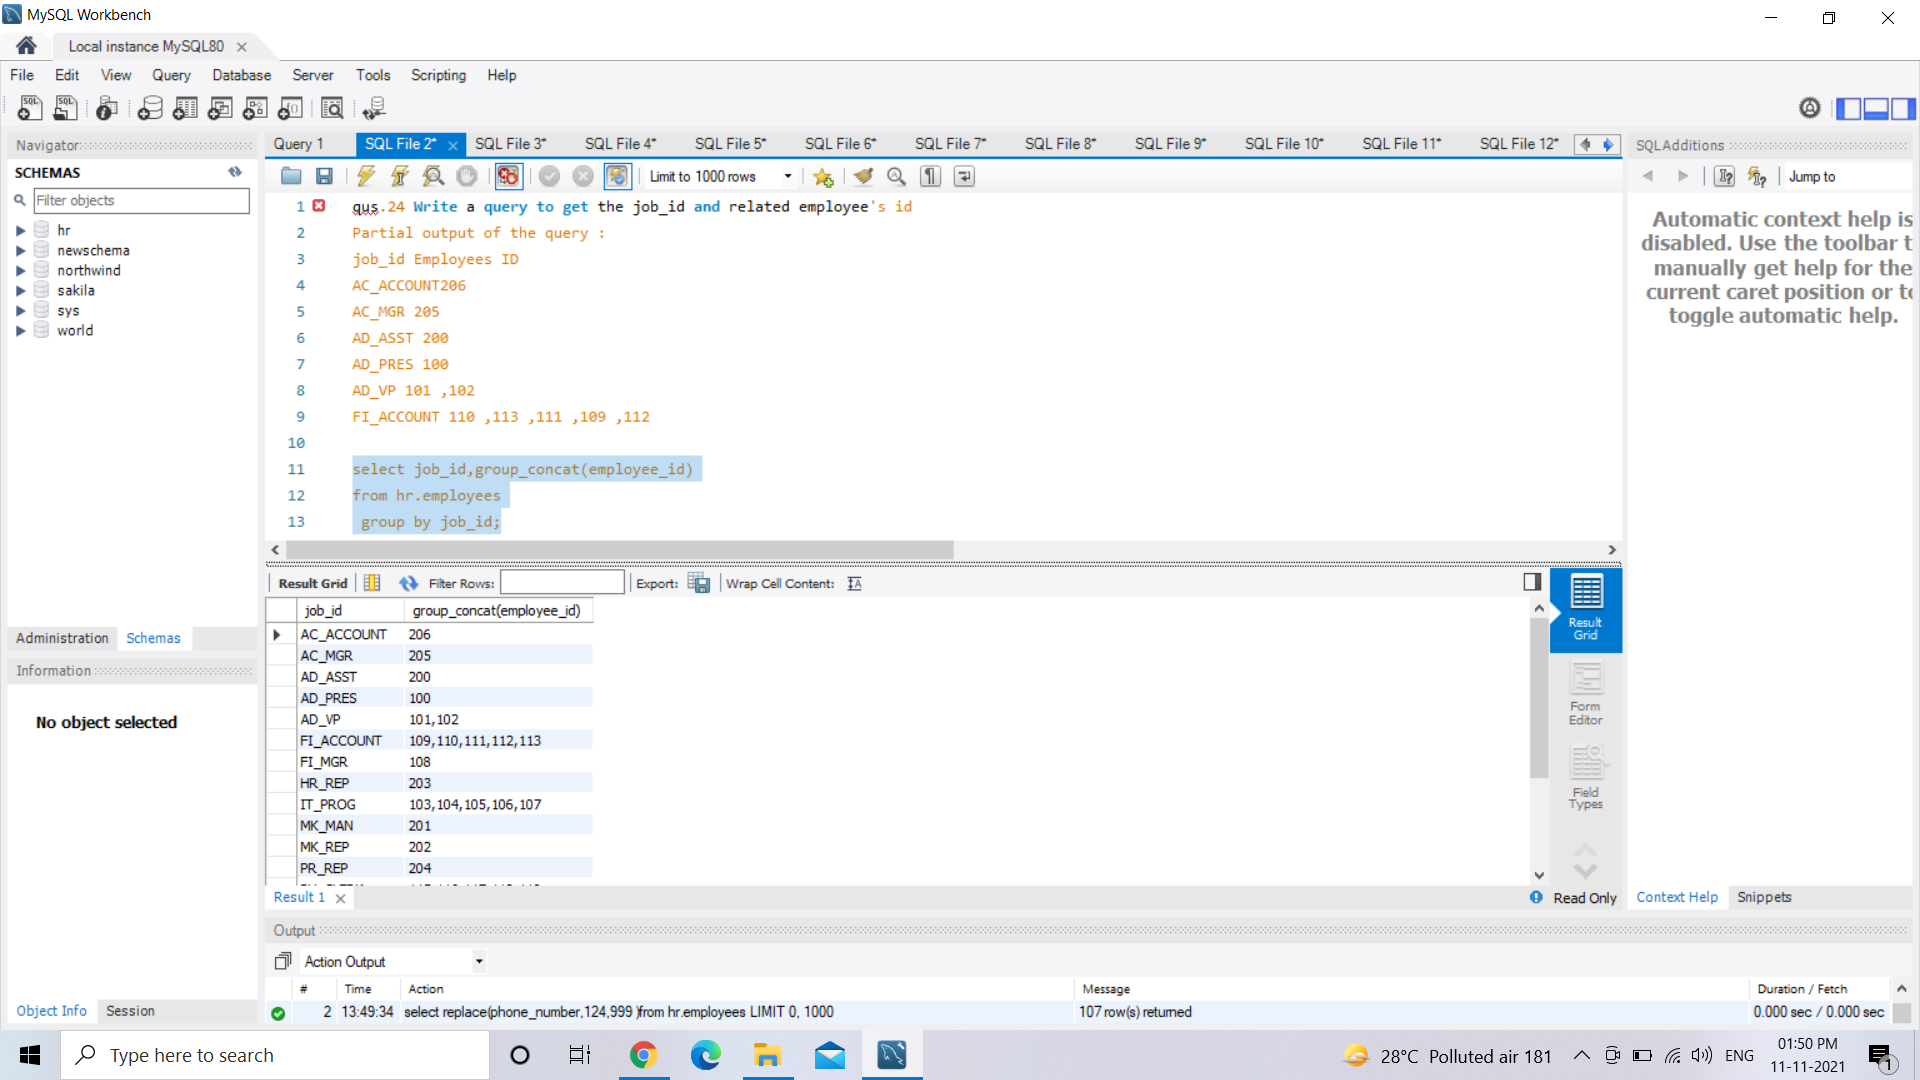 MySQL Workbench
Local instance MySQL80
File Edit View Query Database Server Tools Scripting Help
Navigator
SCHEMAS
Filter objects
hr
newschema
northwind
sakila
sys
world
Administration Schemas
Information
No object selected
Object Info Session
Query 1 SQL File 2* SQL File 3* SQL File 4* SQL File 5* SQL File 6* SQL File 7* SQL File 8* SQL File 9* SQL File 10* SQL File 11* SQL File 12*
Limit to 1000 rows
1 qus.24 Write a query to get the job_id and related employee's id
2 Partial output of the query :
3 job_id Employees ID
4 AC_ACCOUNT206
5 AC_MGR 205
6 AD_ASST 200
7 AD_PRES 100
8 AD_VP 101 ,102
9 FI_ACCOUNT 110 ,113 ,111 ,109 ,112
10
11 select job_id,group_concat(employee_id)
12 from hr.employees
13 group by job_id;
Result Grid Filter Rows: Export: Wrap Cell Content:
job_id group_concat(employee_id)
AC_ACCOUNT 206
AC_MGR 205
AD_ASST 200
AD_PRES 100
AD_VP 101,102
FI_ACCOUNT 109,110,111,112,113
FI_MGR 108
HR_REP 203
IT_PROG 103,104,105,106,107
MK_MAN 201
MK_REP 202
PR_REP 204
Result Grid
Form Editor
Field Types
Result 1
Read Only
SQLAdditions
Jump to
Automatic context help is
disabled. Use the toolbar t
manually get help for the
current caret position or to
toggle automatic help.
Context Help Snippets
Output
Action Output
# Time Action Message Duration / Fetch
2 13:49:34 select replace(phone_number,124,999 )from hr.employees LIMIT 0, 1000 107 row(s) returned 0.000 sec / 0.000 sec
Type here to search
28°C Polluted air 181 ENG
01:50 PM
11-11-2021
1